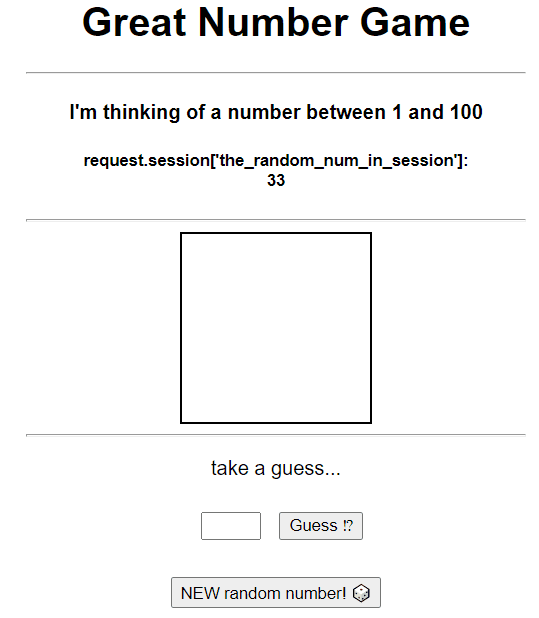 Great Number Game
I'm thinking of a number between 1 and 100
request.session['the_random_num_in_session']:
33
take a guess...
Guess ⁉
NEW random number! 🎲